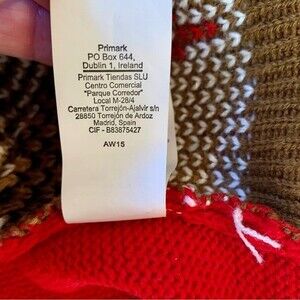 Primark
PO Box 644,
Dublin 1, Ireland
Primark Tiendas SLU
Centro Comercial
"Parque Corredor"
Local M-28/4
Carretera Torrejón-Ajalvir s/n
28850 Torrejón de Ardoz
Madrid, Spain
CIF - B83875427
AW15